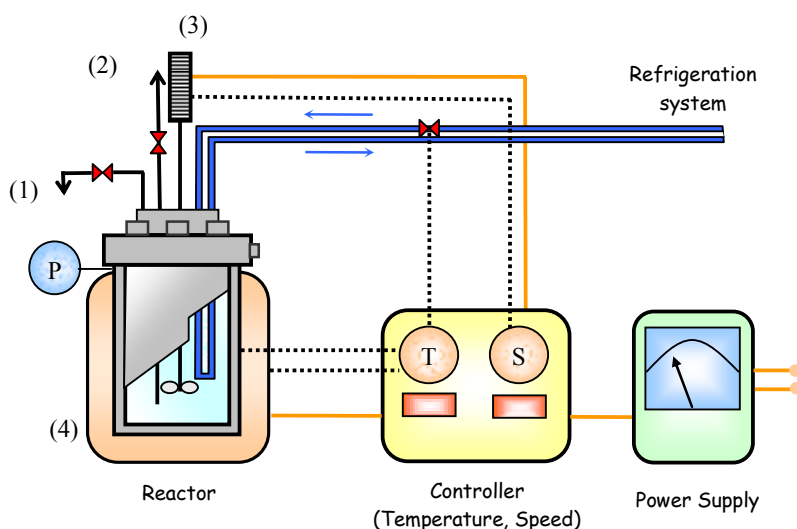 (3)
(2)
Refrigeration
system
(1)
P
T
S
(4)
Reactor
Controller
(Temperature, Speed)
Power Supply